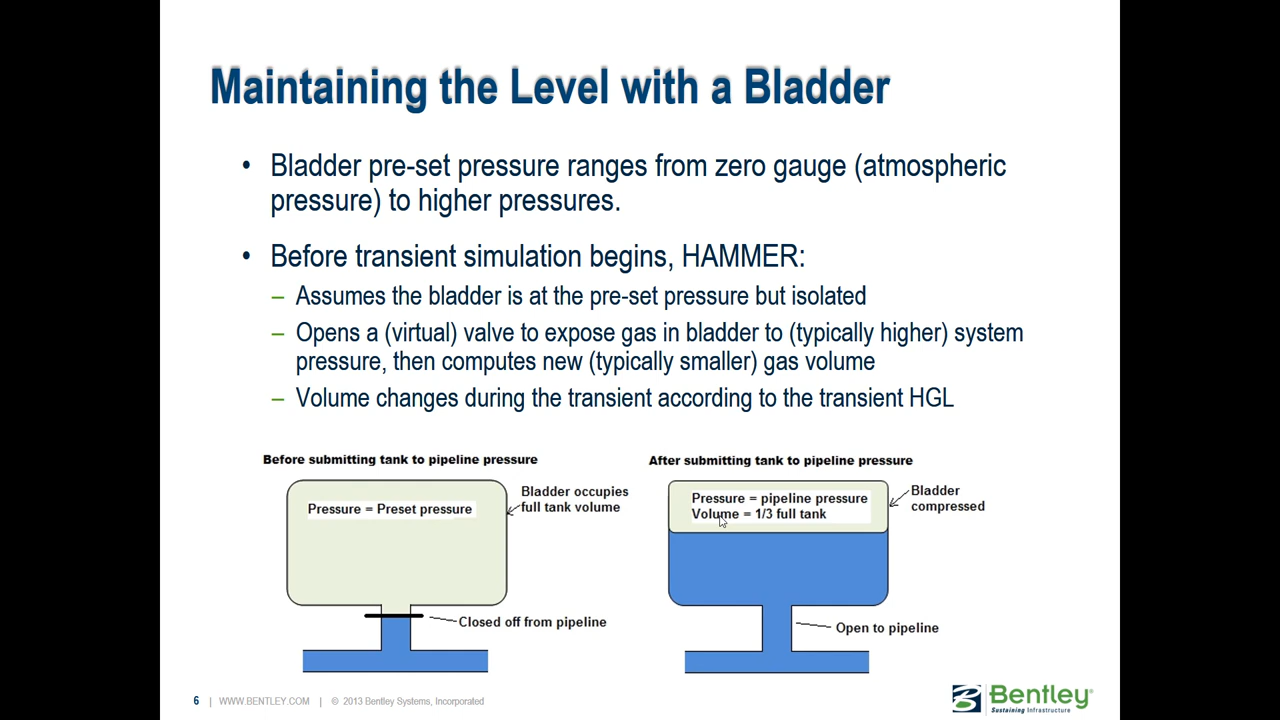 Maintaining the Level with a Bladder
• Bladder pre-set pressure ranges from zero gauge (atmospheric
pressure) to higher pressures.
• Before transient simulation begins, HAMMER:
– Assumes the bladder is at the pre-set pressure but isolated
– Opens a (virtual) valve to expose gas in bladder to (typically higher) system
pressure, then computes new (typically smaller) gas volume
– Volume changes during the transient according to the transient HGL
Before submitting tank to pipeline pressure
Pressure = Preset pressure
Bladder occupies
full tank volume
Closed off from pipeline
After submitting tank to pipeline pressure
Pressure = pipeline pressure
Volume = 1/3 full tank
Bladder
compressed
Open to pipeline
6 | WWW.BENTLEY.COM | © 2013 Bentley Systems, Incorporated
Bentley®
Sustaining Infrastructure